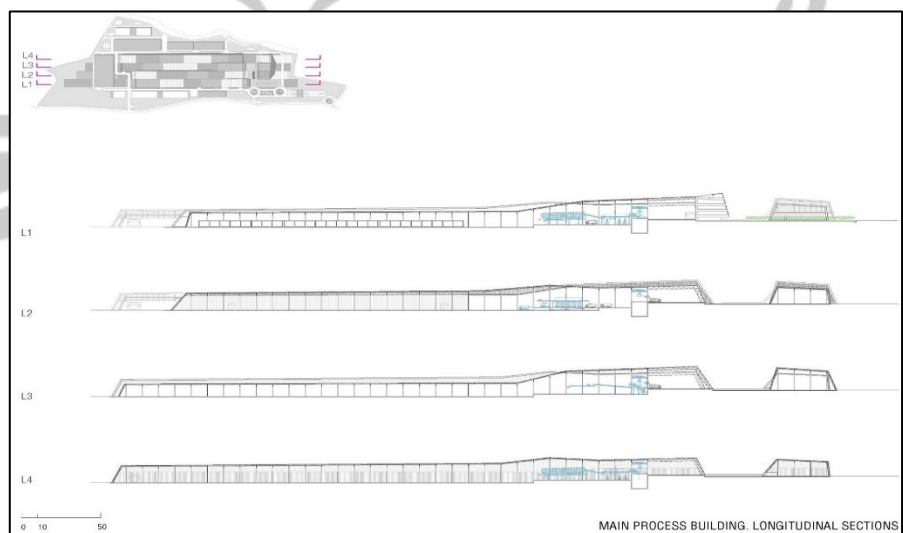 L4
L3
L2
L1
L1
L2
L3
L4
0 10 50
MAIN PROCESS BUILDING. LONGITUDINAL SECTIONS